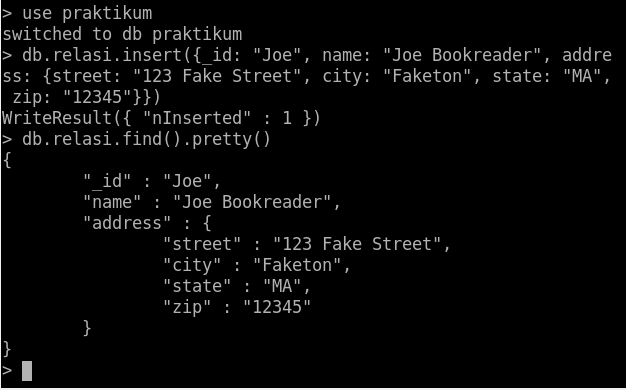 > use praktikum
switched to db praktikum
> db.relasi.insert({_id: "Joe", name: "Joe Bookreader", addre
ss: {street: "123 Fake Street", city: "Faketon", state: "MA",
 zip: "12345"}})
WriteResult({ "nInserted" : 1 })
> db.relasi.find().pretty()
{
        "_id" : "Joe",
        "name" : "Joe Bookreader",
        "address" : {
                "street" : "123 Fake Street",
                "city" : "Faketon",
                "state" : "MA",
                "zip" : "12345"
        }
}
>